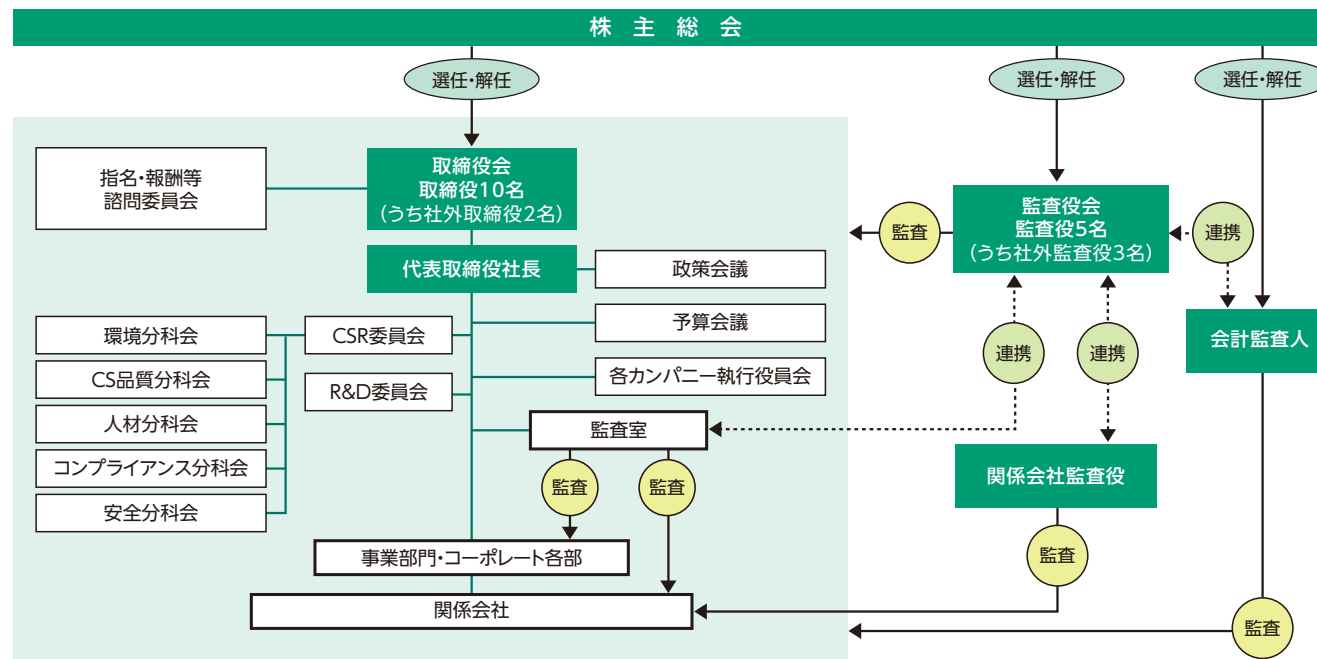 株主総会
選任・解任
選任・解任
選任・解任
指名・報酬等
諮問委員会
取締役会
取締役10名
(うち社外取締役2名)
監査
監査役会
監査役5名
(うち社外監査役3名)
連携
代表取締役社長
政策会議
予算会議
各カンパニー執行役員会
CSR委員会
R&D委員会
環境分科会
CS品質分科会
人材分科会
コンプライアンス分科会
安全分科会
連携
連携
会計監査人
監査室
監査
監査
関係会社監査役
監査
事業部門・コーポレート各部
関係会社
監査